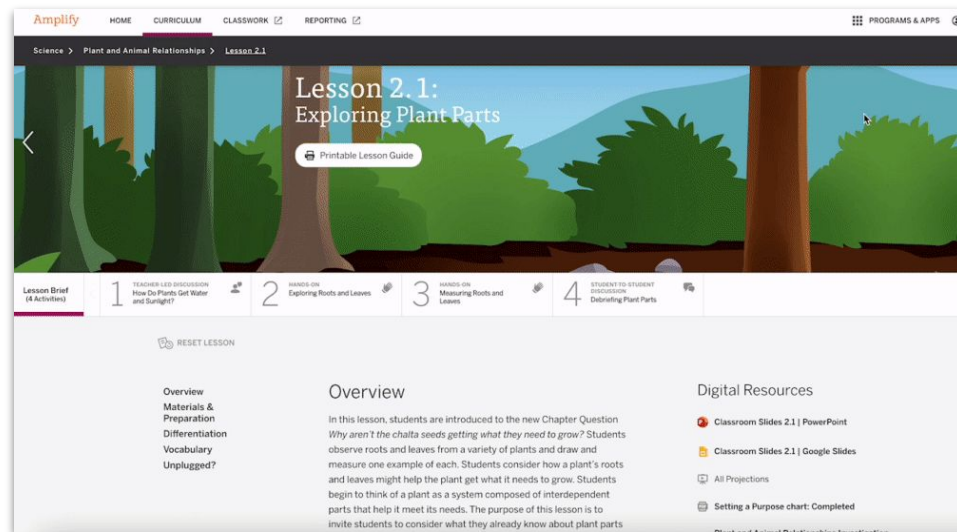 Amplify HOME CURRICULUM CLASSWORK REPORTING PROGRAMS & APPS
Science > Plant and Animal Relationships > Lesson 2.1
Lesson 2.1:
Exploring Plant Parts
Printable Lesson Guide
Lesson Brief
(4 Activities)
1 TEACHER-LED DISCUSSION
How Do Plants Get Water
and Sunlight?
2 HANDS-ON
Exploring Roots and Leaves
3 HANDS-ON
Measuring Roots and
Leaves
4 STUDENT-TO-STUDENT
DISCUSSION
Debriefing Plant Parts
RESET LESSON
Overview
Materials &
Preparation
Differentiation
Vocabulary
Unplugged?
Overview
In this lesson, students are introduced to the new Chapter Question
Why aren't the chalta seeds getting what they need to grow? Students
observe roots and leaves from a variety of plants and draw and
measure one example of each. Students consider how a plant's roots
and leaves might help the plant get what it needs to grow. Students
begin to think of a plant as a system composed of interdependent
parts that help it meet its needs. The purpose of this lesson is to
invite students to consider what they already know about plant parts
Digital Resources
Classroom Slides 2.1 | PowerPoint
Classroom Slides 2.1 | Google Slides
All Projections
Setting a Purpose chart: Completed
Plant and Animal Relationships Investigation